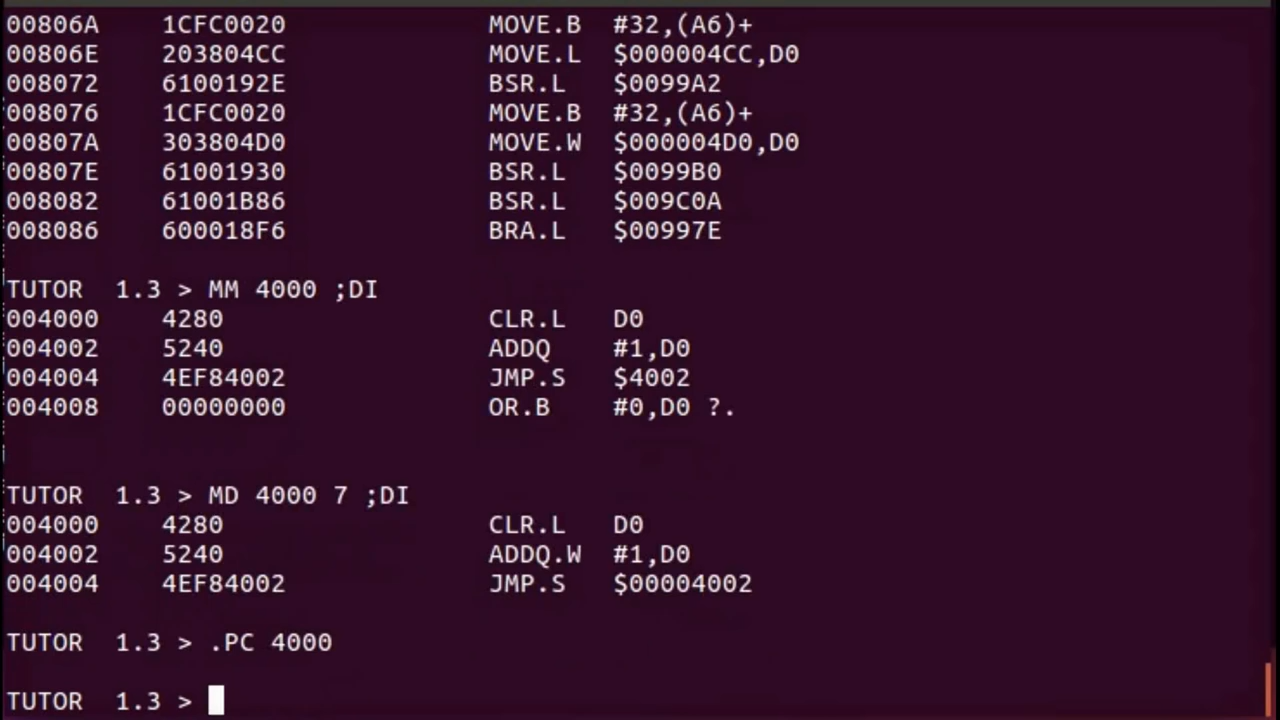 00806A    1CFC0020             MOVE.B  #32,(A6)+
00806E    203804CC             MOVE.L  $000004CC,D0
008072    6100192E             BSR.L   $0099A2
008076    1CFC0020             MOVE.B  #32,(A6)+
00807A    303804D0             MOVE.W  $000004D0,D0
00807E    61001930             BSR.L   $0099B0
008082    61001B86             BSR.L   $009C0A
008086    600018F6             BRA.L   $00997E
TUTOR  1.3 > MM 4000 ;DI
004000    4280                 CLR.L   D0
004002    5240                 ADDQ    #1,D0
004004    4EF84002             JMP.S   $4002
004008    00000000             OR.B    #0,D0 ?.
TUTOR  1.3 > MD 4000 7 ;DI
004000    4280                 CLR.L   D0
004002    5240                 ADDQ.W  #1,D0
004004    4EF84002             JMP.S   $00004002
TUTOR  1.3 > .PC 4000
TUTOR  1.3 >